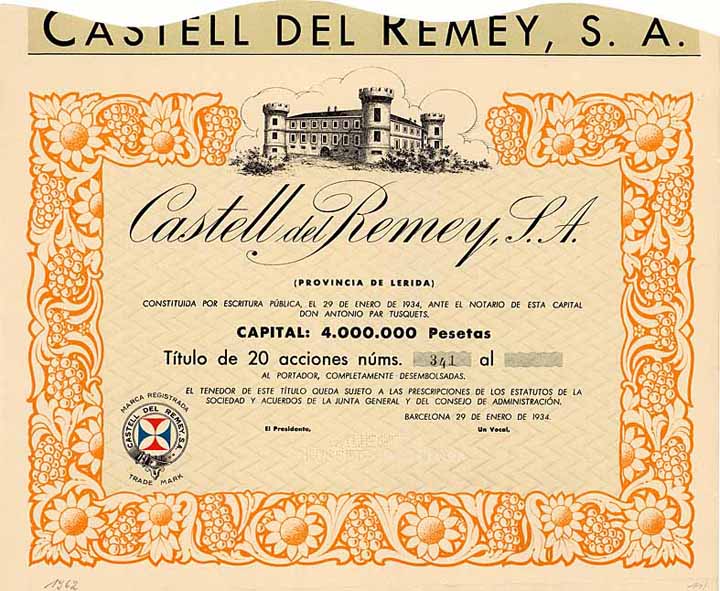 CASTELL DEL REMEY, S. A.
Castell del Remey, S.A.
(PROVINCIA DE LERIDA)
CONSTITUIDA POR ESCRITURA PÚBLICA, EL 29 DE ENERO DE 1934, ANTE EL NOTARIO DE ESTA CAPITAL
DON ANTONIO PAR TUSQUETS.
CAPITAL: 4.000.000 Pesetas
Título de 20 acciones núms. 341 al
AL PORTADOR, COMPLETAMENTE DESEMBOLSADAS.
EL TENEDOR DE ESTE TÍTULO QUEDA SUJETO A LAS PRESCRIPCIONES DE LOS ESTATUTOS DE LA
SOCIEDAD Y ACUERDOS DE LA JUNTA GENERAL Y DEL CONSEJO DE ADMINISTRACIÓN.
BARCELONA 29 DE ENERO DE 1934.
El Presidente,
Un Vocal,
MARCA REGISTRADA
CASTELL DEL REMEY, S.A.
TRADE MARK
1962